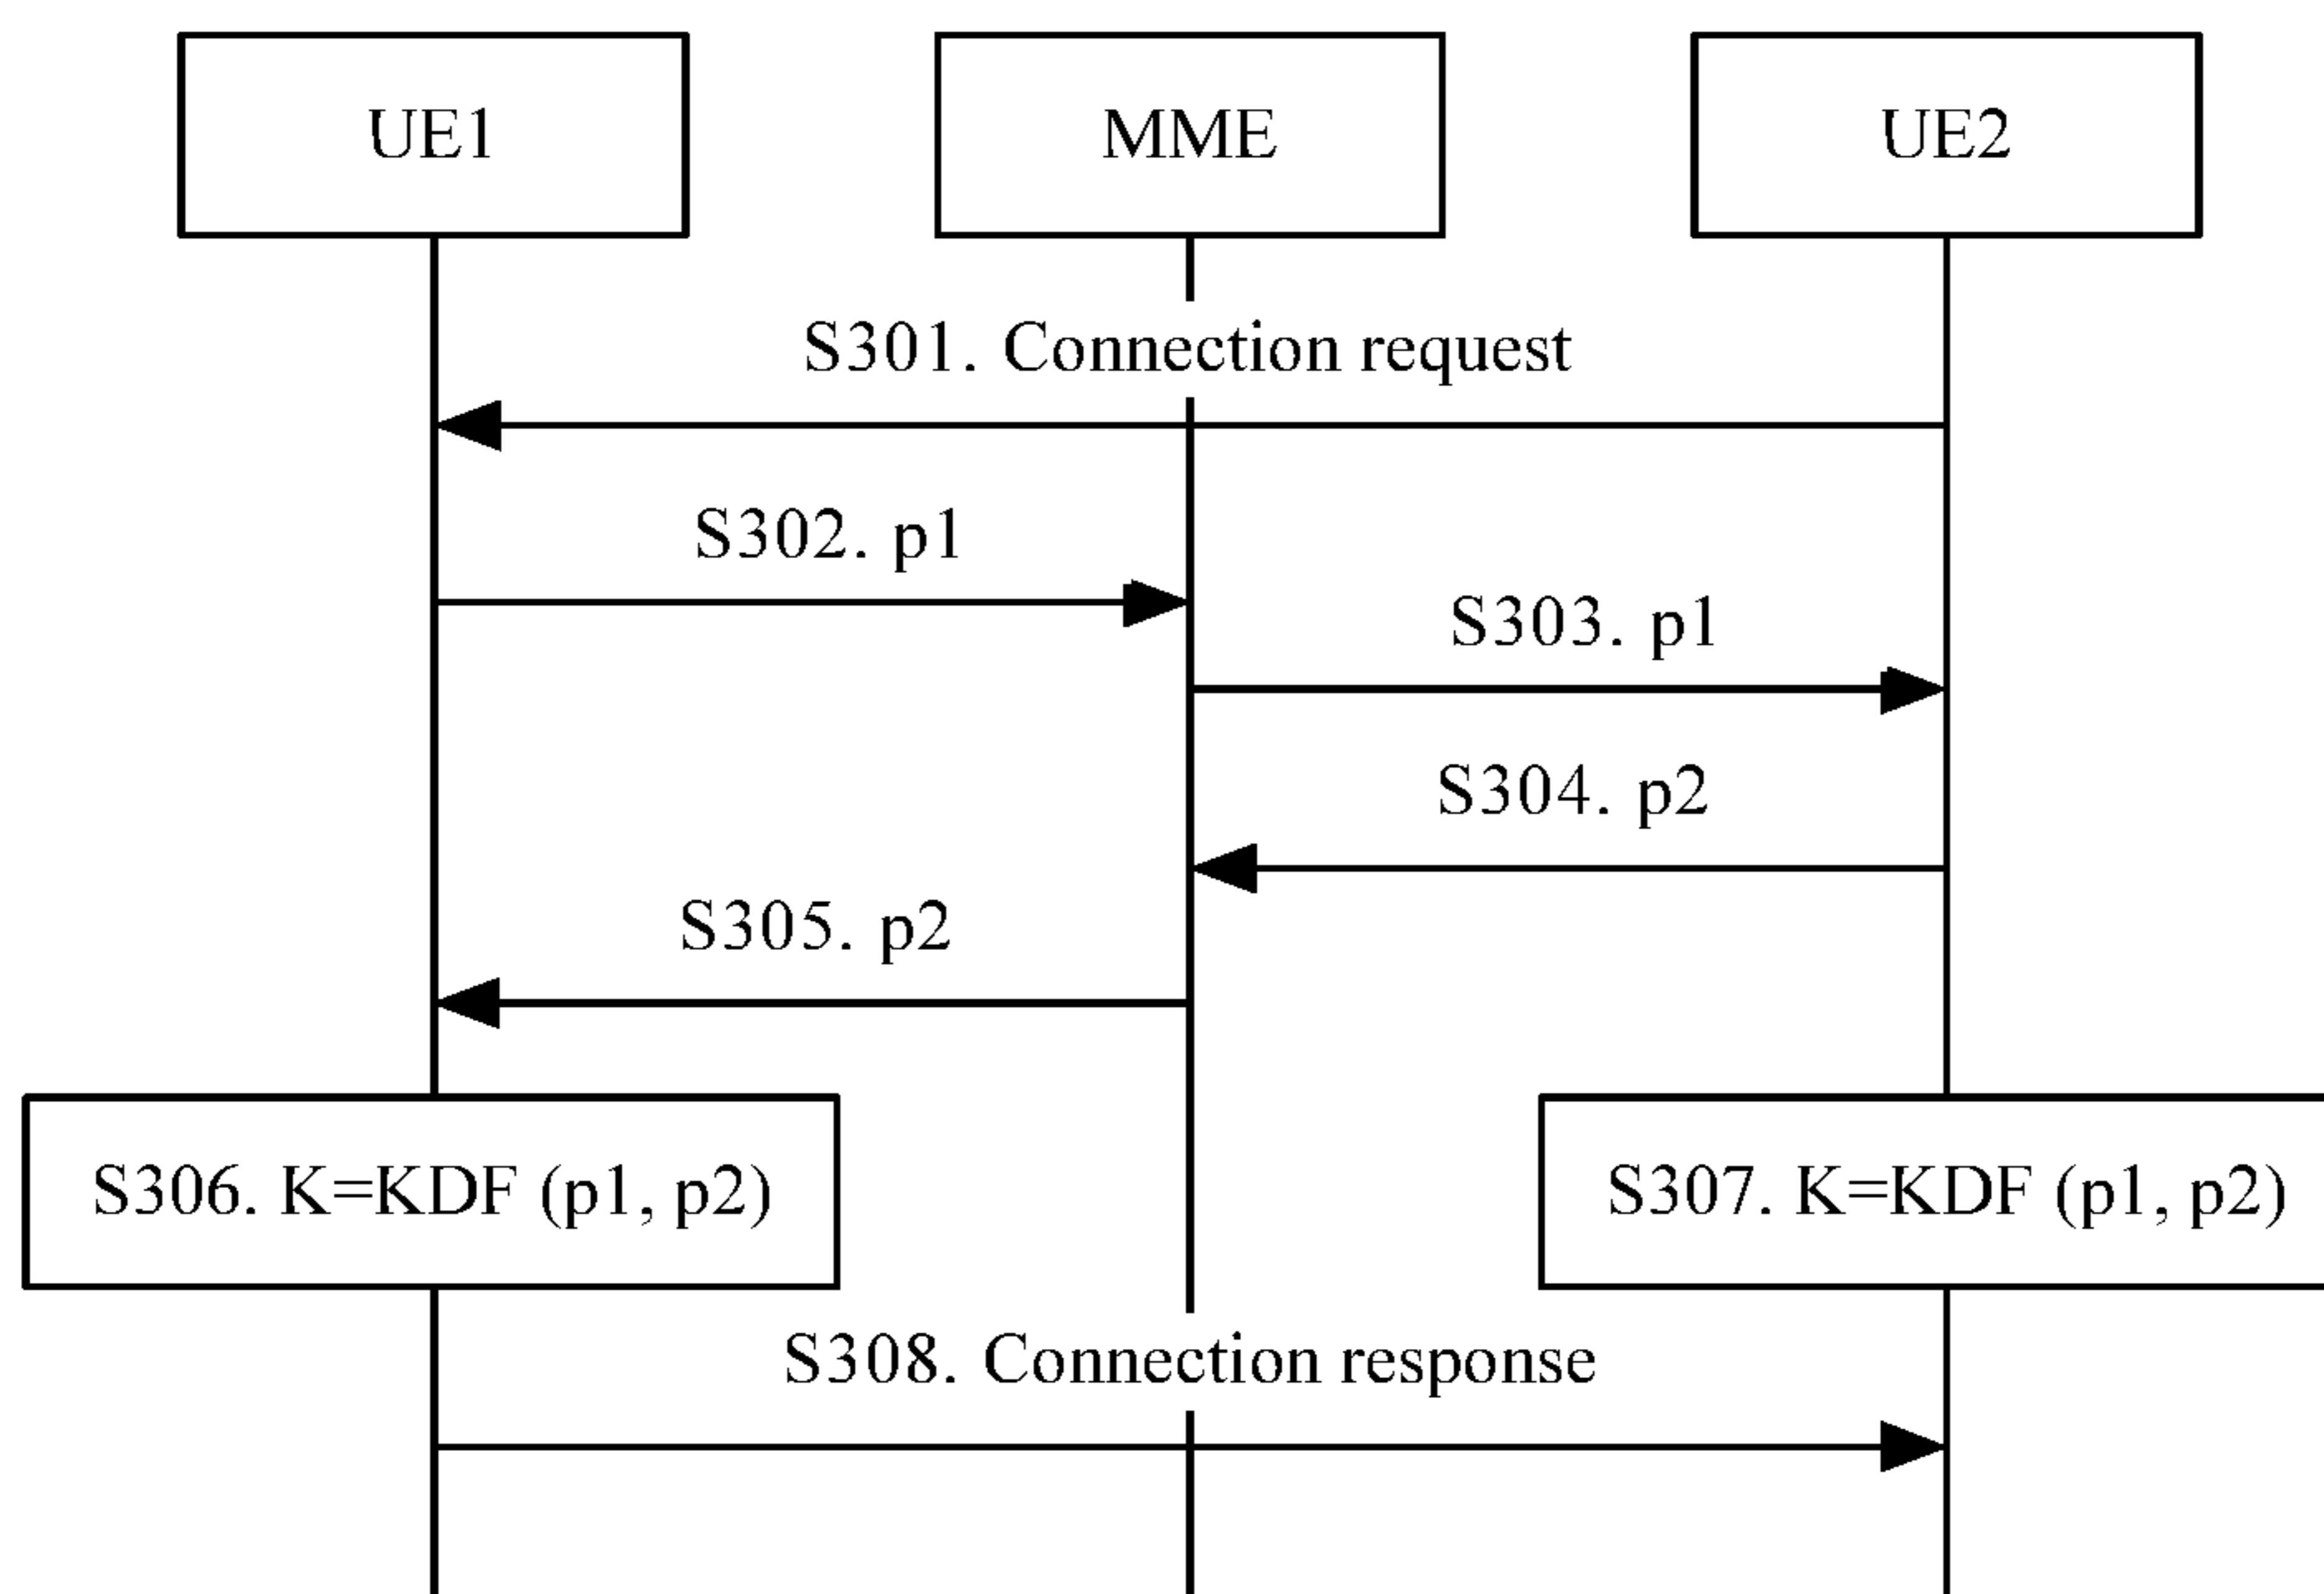 UE1
MME
UE2
S301. Connection request
S302. p1
S303. p1
S304. p2
S305. p2
S306. K=KDF (p1, p2)
S307. K=KDF (p1, p2)
S308. Connection response